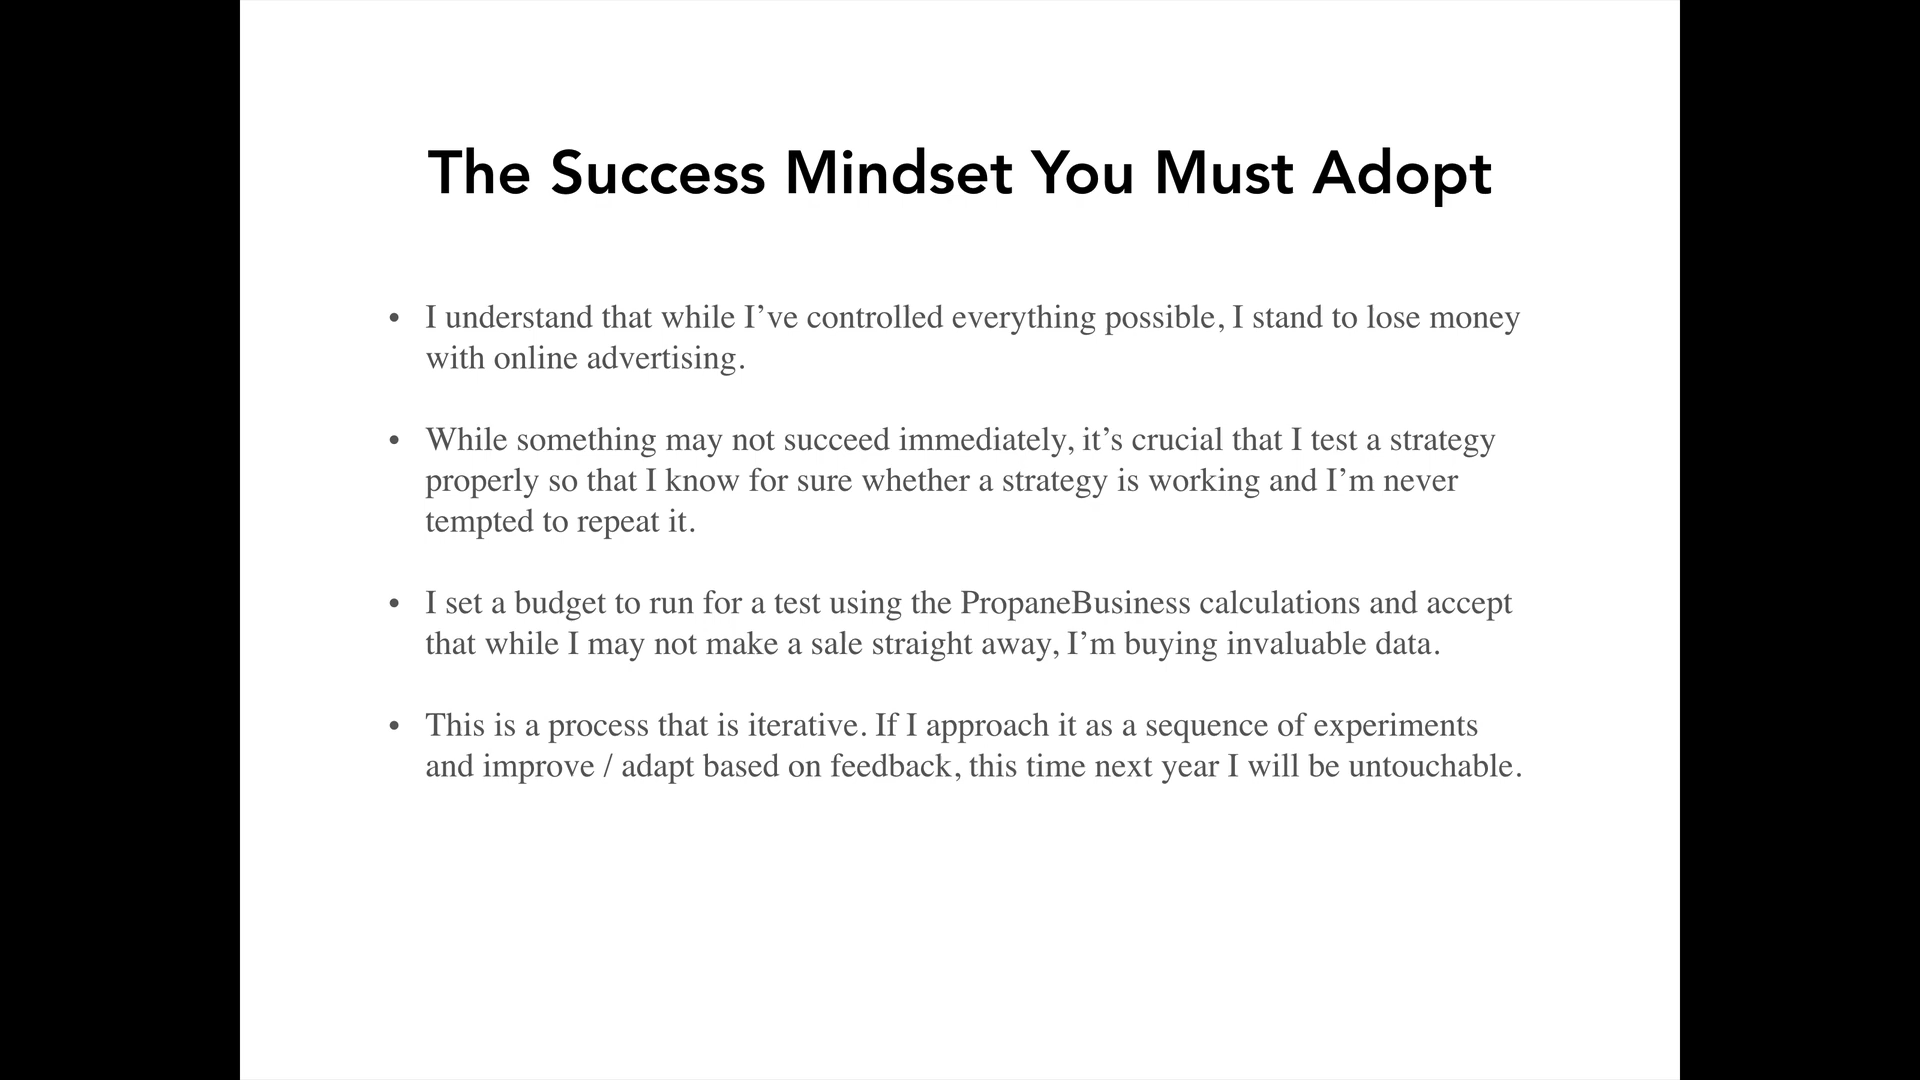 The Success Mindset You Must Adopt
• I understand that while I’ve controlled everything possible, I stand to lose money
with online advertising.
• While something may not succeed immediately, it’s crucial that I test a strategy
properly so that I know for sure whether a strategy is working and I’m never
tempted to repeat it.
• I set a budget to run for a test using the PropaneBusiness calculations and accept
that while I may not make a sale straight away, I’m buying invaluable data.
• This is a process that is iterative. If I approach it as a sequence of experiments
and improve / adapt based on feedback, this time next year I will be untouchable.